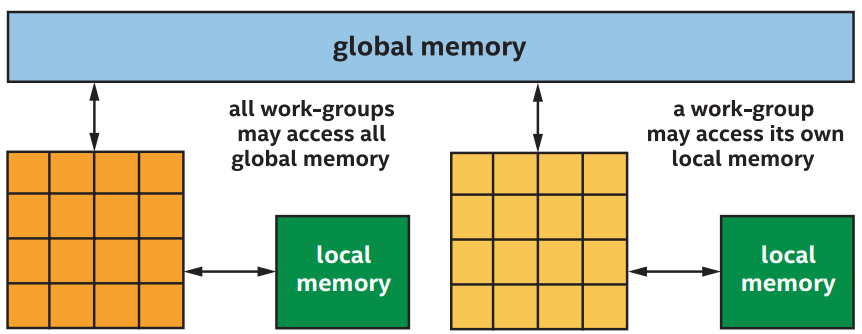 global memory
all work-groups
may access all
global memory
a work-group
may access its own
local memory
local
memory
local
memory